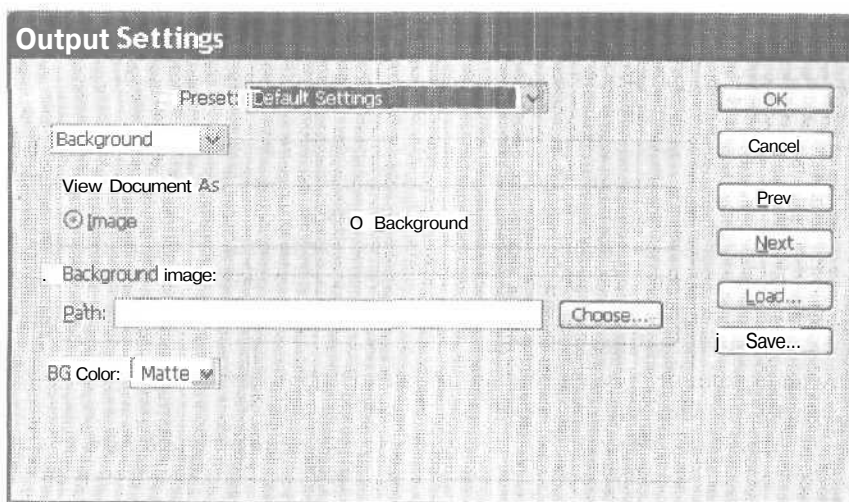 Output Settings
Preset: Default Settings
OK
Background
Cancel
View Document As
Prev
Image
O Background
Next
. Background image:
Load...
Path:
Choose...
j Save...
BG Color: Matte